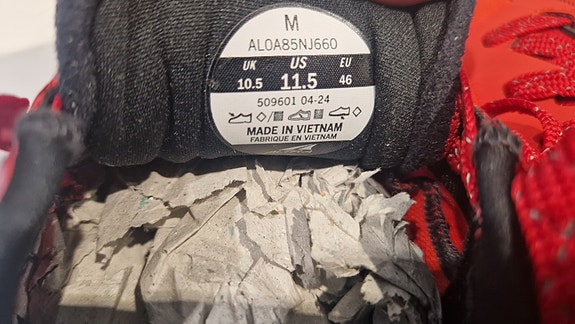 M
AL0A85NJ660
UK US EU
10.5 11.5 46
509601 04-24
MADE IN VIETNAM
FABRIQUE EN VIETNAM